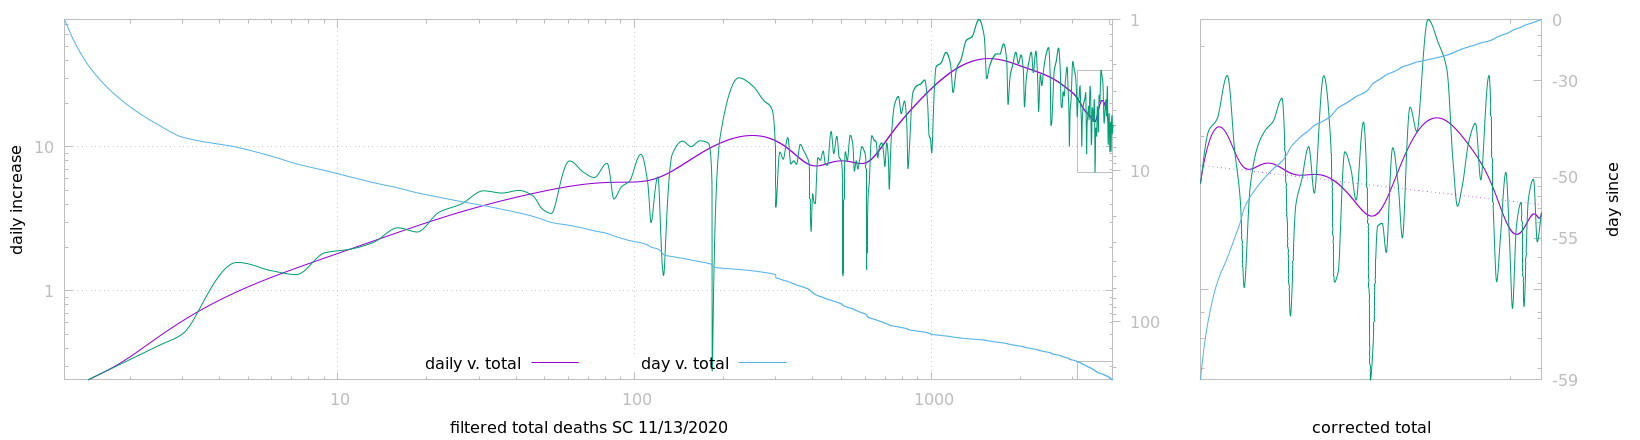 daily increase
10
1
daily v. total
day v. total
10
100
1000
filtered total deaths SC 11/13/2020
1
10
100
0
-30
-50
-55
-59
day since
corrected total